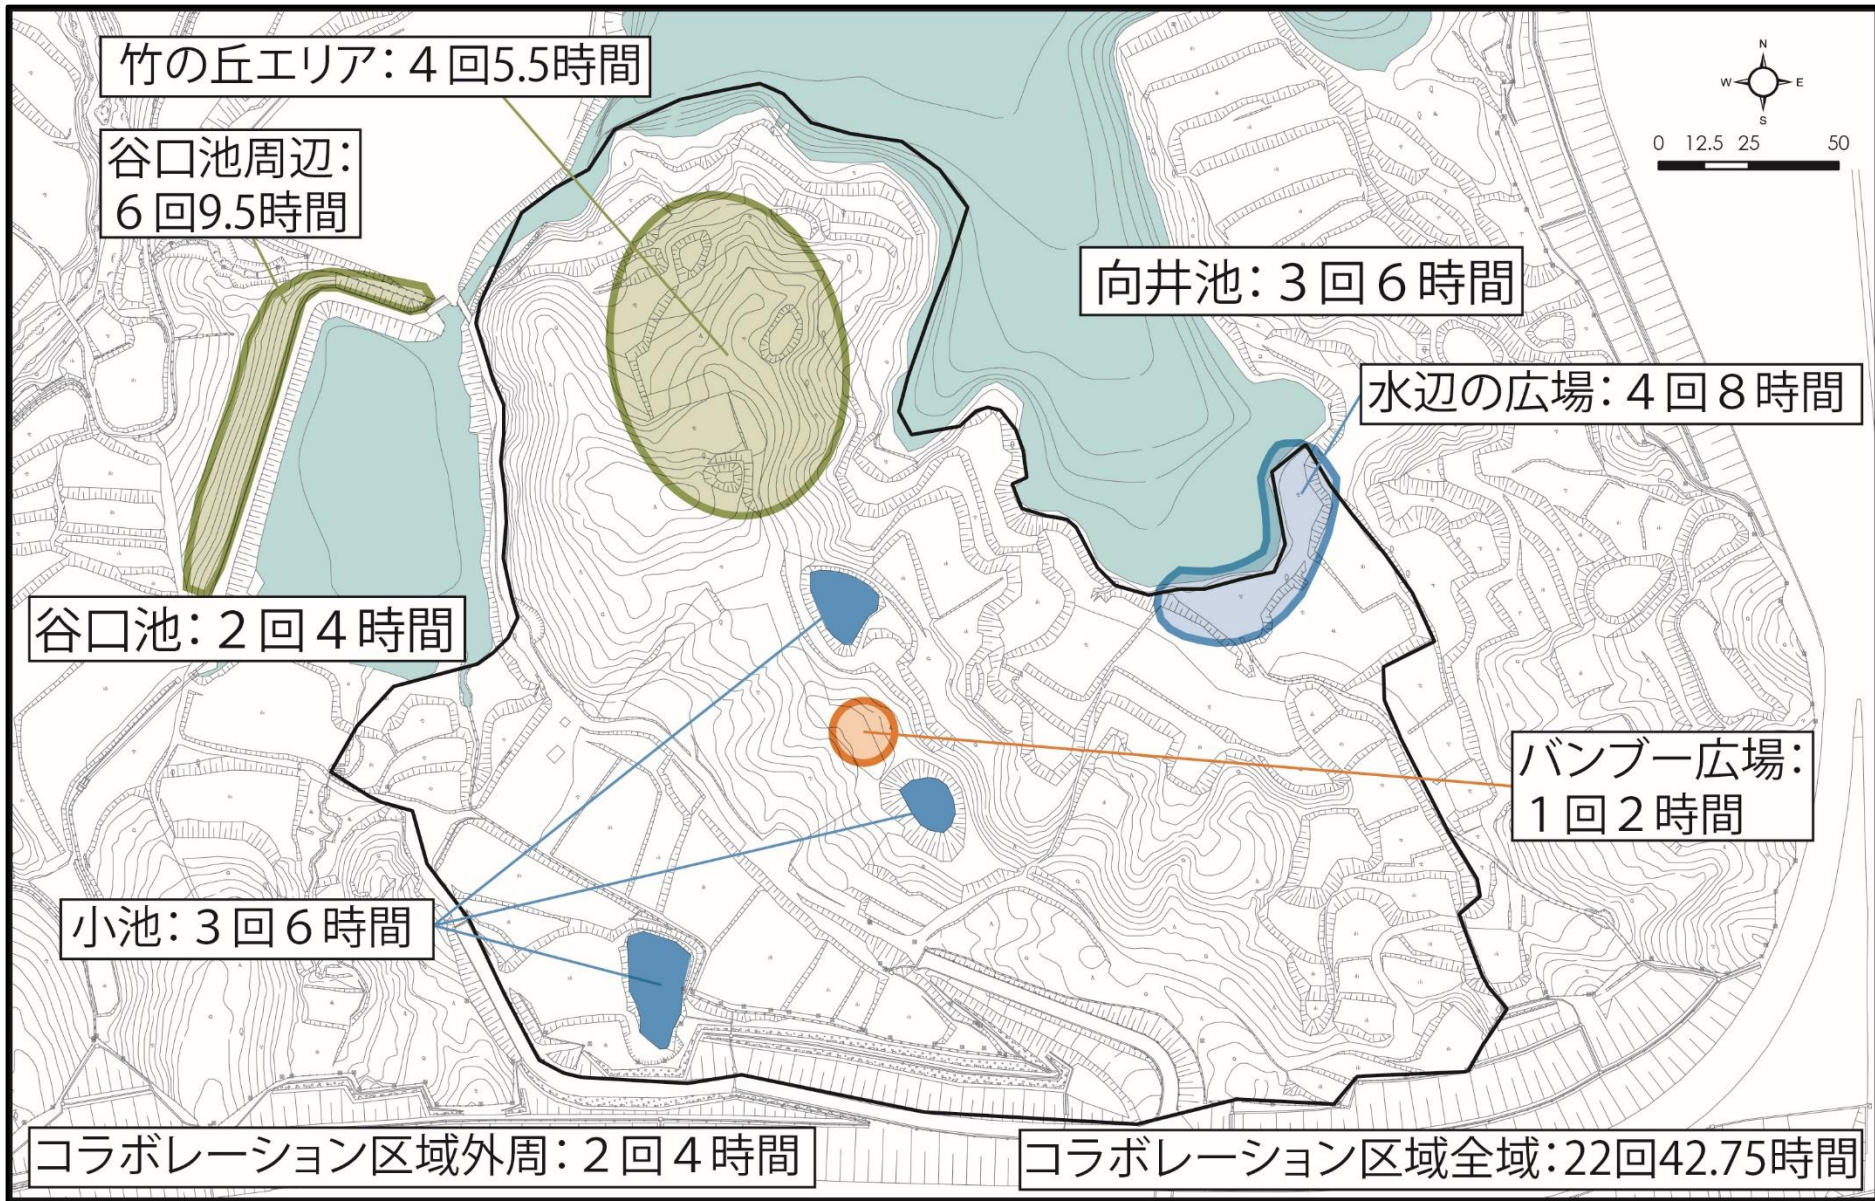 竹の丘エリア：４回5.5時間
N
W E
S
0 12.5 25 50
谷口池周辺：
６回9.5時間
向井池：３回６時間
水辺の広場：４回８時間
谷口池：２回４時間
バンブー広場：
１回２時間
小池：３回６時間
コラボレーション区域外周：２回４時間
コラボレーション区域全域：22回42.75時間